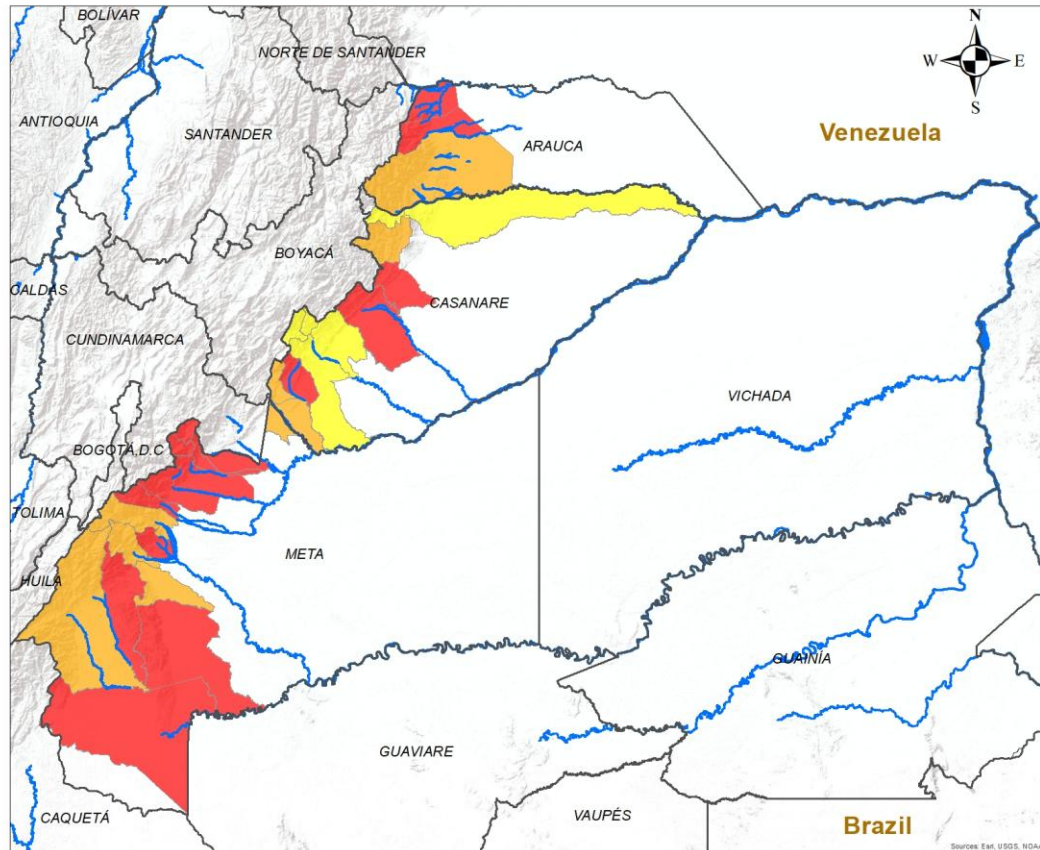 BOLÍVAR
NORTE DE SANTANDER
N
W E
S
ANTIOQUIA
SANTANDER
ARAUCA
Venezuela
BOYACÁ
CALDAS
CASANARE
CUNDINAMARCA
VICHADA
BOGOTÁ,D.C
TOLIMA
META
HUILA
GUAINÍA
GUAVIARE
CAQUETÁ
VAUPÉS
Brazil
Sources: Esri, USGS, NOAA